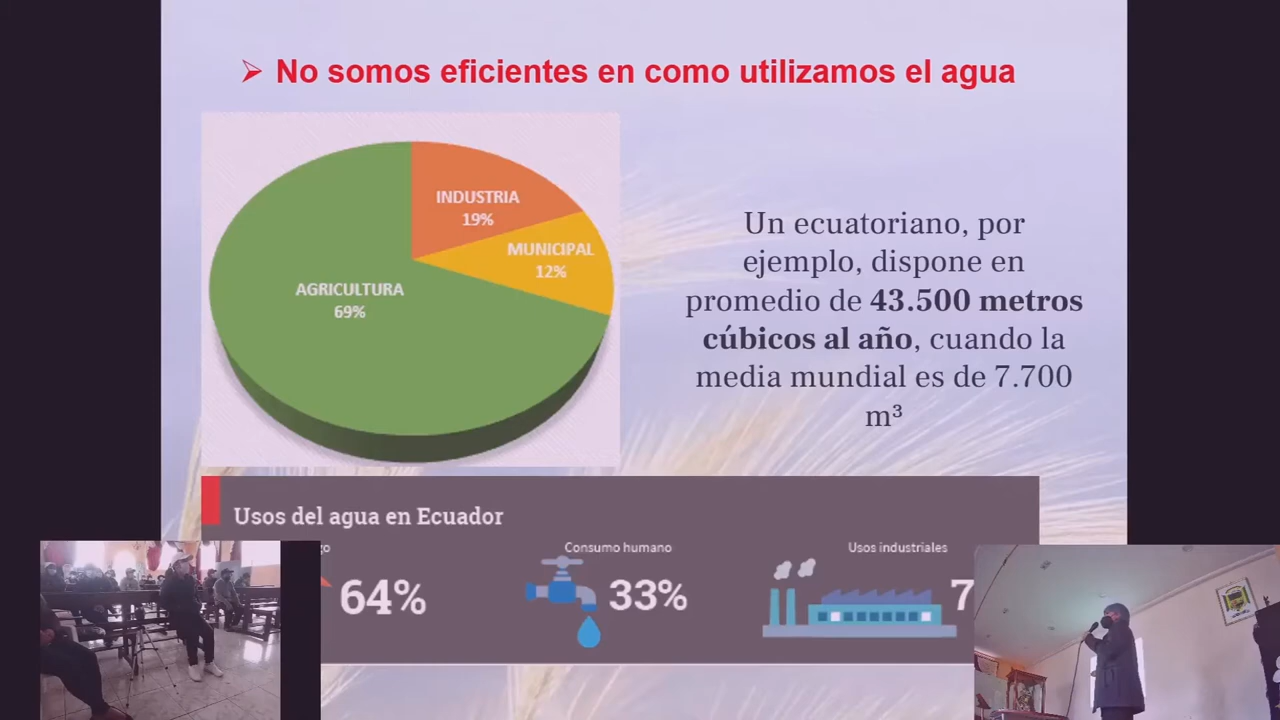 ➢ No somos eficientes en como utilizamos el agua
INDUSTRIA
19%
MUNICIPAL
12%
AGRICULTURA
69%
Un ecuatoriano, por
ejemplo, dispone en
promedio de 43.500 metros
cúbicos al año, cuando la
media mundial es de 7.700
m³
Usos del agua en Ecuador
go
64%
Consumo humano
33%
Usos industriales
7